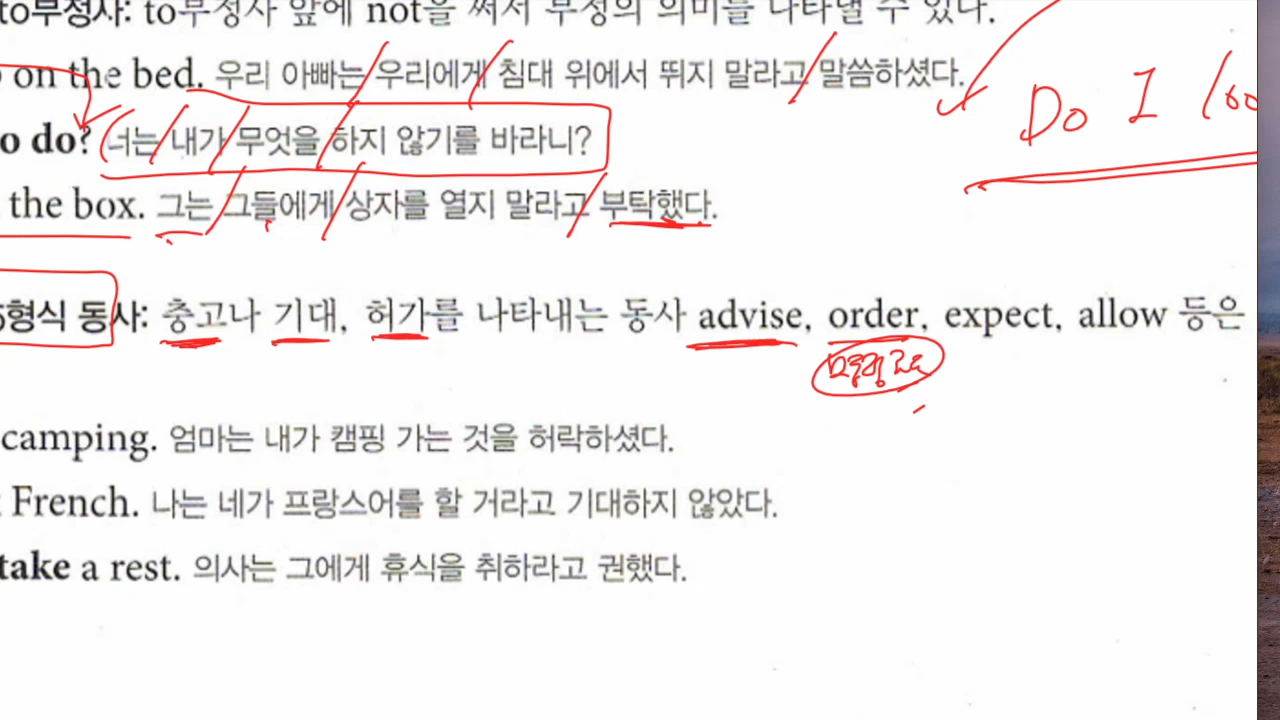 to부정사: to부정사 앞에 not을 써서 부정의 의미를 나타낼 수 있다.
on the bed. 우리 아빠는 우리에게 침대 위에서 뛰지 말라고 말씀하셨다.
Do I loo
o do? 너는 내가 무엇을 하지 않기를 바라니?
the box. 그는 그들에게 상자를 열지 말라고 부탁했다.
5형식 동사: 충고나 기대, 허가를 나타내는 동사 advise, order, expect, allow 등은
camping. 엄마는 내가 캠핑 가는 것을 허락하셨다.
French. 나는 네가 프랑스어를 할 거라고 기대하지 않았다.
take a rest. 의사는 그에게 휴식을 취하라고 권했다.